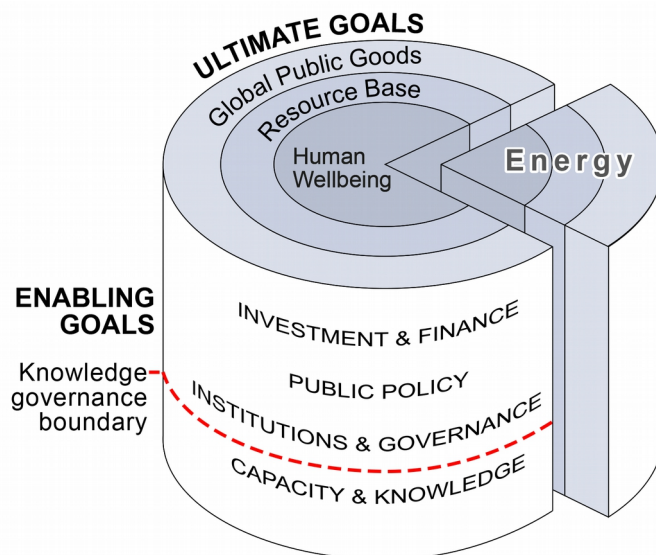 ULTIMATE GOALS
Global Public Goods
Resource Base
Human
Wellbeing
Energy
ENABLING
GOALS
INVESTMENT & FINANCE
Knowledge
governance
boundary
PUBLIC POLICY
INSTITUTIONS & GOVERNANCE
CAPACITY & KNOWLEDGE